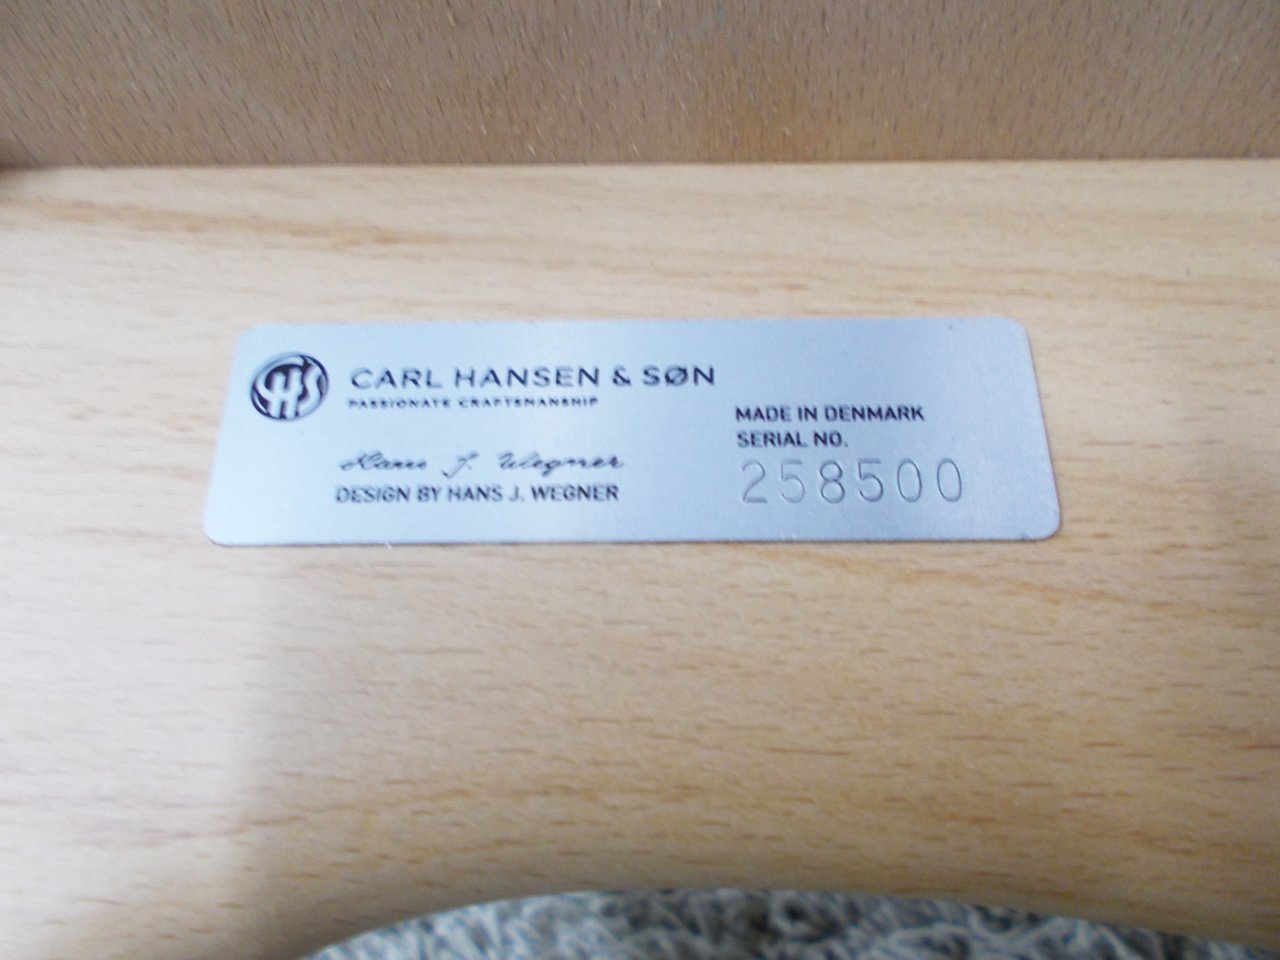 CARL HANSEN & SØN
PASSIONATE CRAFTSMANSHIP
Hans J. Wegner
DESIGN BY HANS J. WEGNER
MADE IN DENMARK
SERIAL NO.
258500